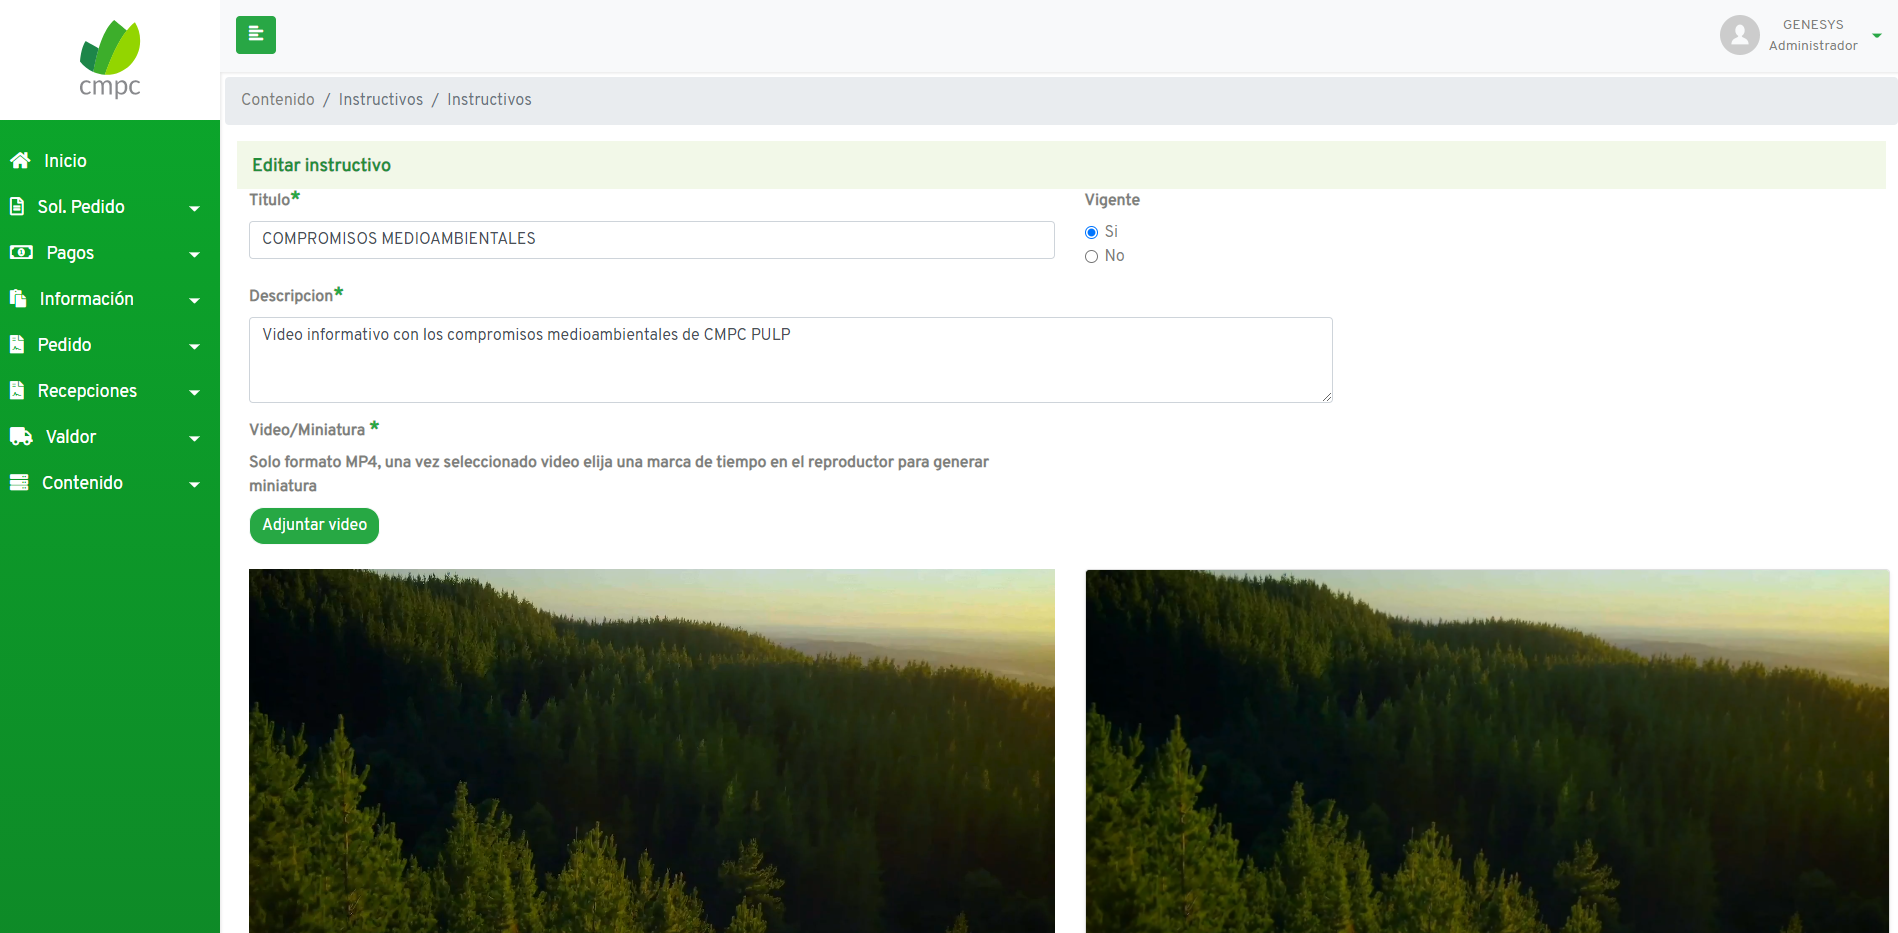 cmpc
GENESYS
Administrador
Contenido / Instructivos / Instructivos
Inicio
Sol. Pedido
Pagos
Información
Pedido
Recepciones
Valdor
Contenido
Editar instructivo
Titulo*
COMPROMISOS MEDIOAMBIENTALES
Vigente
Si
No
Descripcion*
Video informativo con los compromisos medioambientales de CMPC PULP
Video/Miniatura *
Solo formato MP4, una vez seleccionado video elija una marca de tiempo en el reproductor para generar
miniatura
Adjuntar video